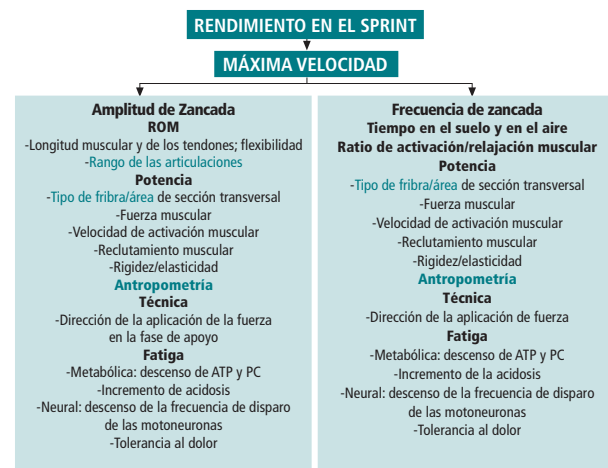 RENDIMIENTO EN EL SPRINT
MÁXIMA VELOCIDAD
Amplitud de Zancada
ROM
-Longitud muscular y de los tendones; flexibilidad
-Rango de las articulaciones
Potencia
-Tipo de fribra/área de sección transversal
-Fuerza muscular
-Velocidad de activación muscular
-Reclutamiento muscular
-Rigidez/elasticidad
Antropometría
Técnica
-Dirección de la aplicación de la fuerza
en la fase de apoyo
Fatiga
-Metabólica: descenso de ATP y PC
-Incremento de acidosis
-Neural: descenso de la frecuencia de disparo
de las motoneuronas
-Tolerancia al dolor
Frecuencia de zancada
Tiempo en el suelo y en el aire
Ratio de activación/relajación muscular
Potencia
-Tipo de fribra/área de sección transversal
-Fuerza muscular
-Velocidad de activación muscular
-Reclutamiento muscular
-Rigidez/elasticidad
Antropometría
Técnica
-Dirección de la aplicación de fuerza
Fatiga
-Metabólica: descenso de ATP y PC
-Incremento de la acidosis
-Neural: descenso de la frecuencia de disparo
de las motoneuronas
-Tolerancia al dolor